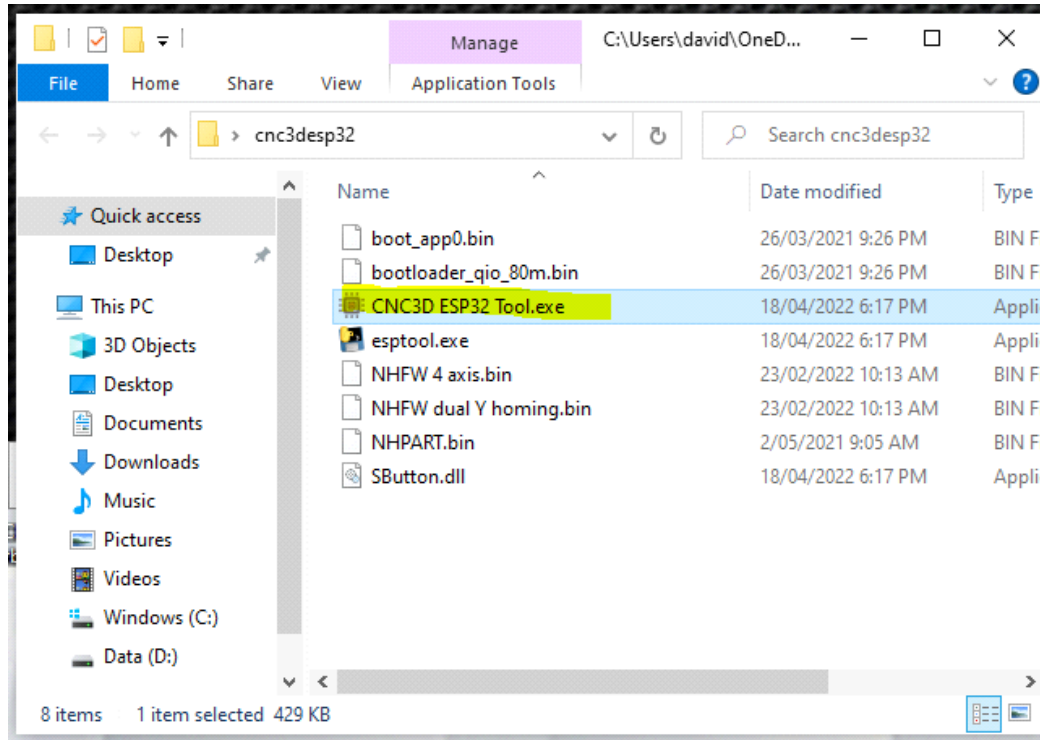 Manage C:\Users\david\OneD...
File Home Share View Application Tools
cnc3desp32 Search cnc3desp32
Name Date modified Type
Quick access
Desktop
This PC
3D Objects
Desktop
Documents
Downloads
Music
Pictures
Videos
Windows (C:)
Data (D:)
boot_app0.bin 26/03/2021 9:26 PM BIN F
bootloader_qio_80m.bin 26/03/2021 9:26 PM BIN F
CNC3D ESP32 Tool.exe 18/04/2022 6:17 PM Appli
esptool.exe 18/04/2022 6:17 PM Appli
NHFW 4 axis.bin 23/02/2022 10:13 AM BIN F
NHFW dual Y homing.bin 23/02/2022 10:13 AM BIN F
NHPART.bin 2/05/2021 9:05 AM BIN F
SButton.dll 18/04/2022 6:17 PM Appli
8 items 1 item selected 429 KB